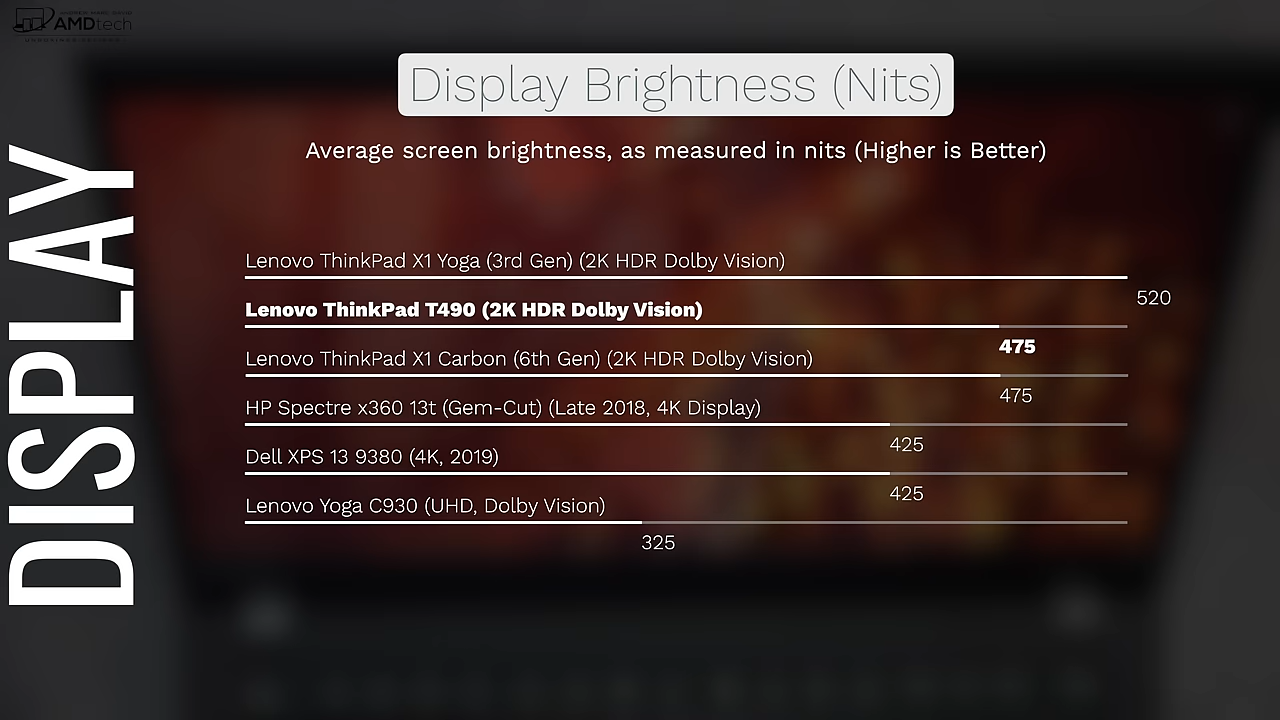 AMDtech
DISPLAY
Display Brightness (Nits)
Average screen brightness, as measured in nits (Higher is Better)
Lenovo ThinkPad X1 Yoga (3rd Gen) (2K HDR Dolby Vision)
520
Lenovo ThinkPad T490 (2K HDR Dolby Vision)
475
Lenovo ThinkPad X1 Carbon (6th Gen) (2K HDR Dolby Vision)
475
HP Spectre x360 13t (Gem-Cut) (Late 2018, 4K Display)
425
Dell XPS 13 9380 (4K, 2019)
425
Lenovo Yoga C930 (UHD, Dolby Vision)
325